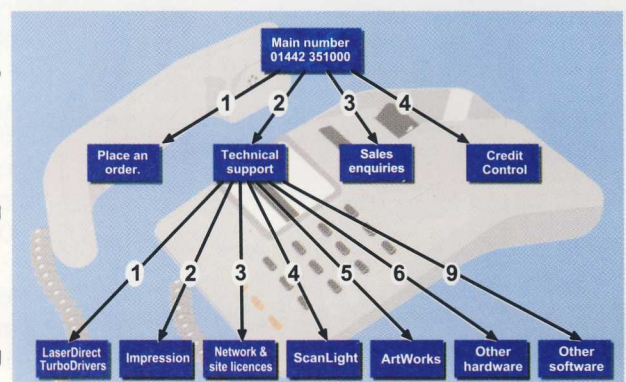 Main number
01442 351000
1
2
3
4
Place an
order.
Technical
support
Sales
enquiries
Credit
Control
1
2
3
4
5
6
9
LaserDirect
TurboDrivers
Impression
Network &
site licences
ScanLight
ArtWorks
Other
hardware
Other
software